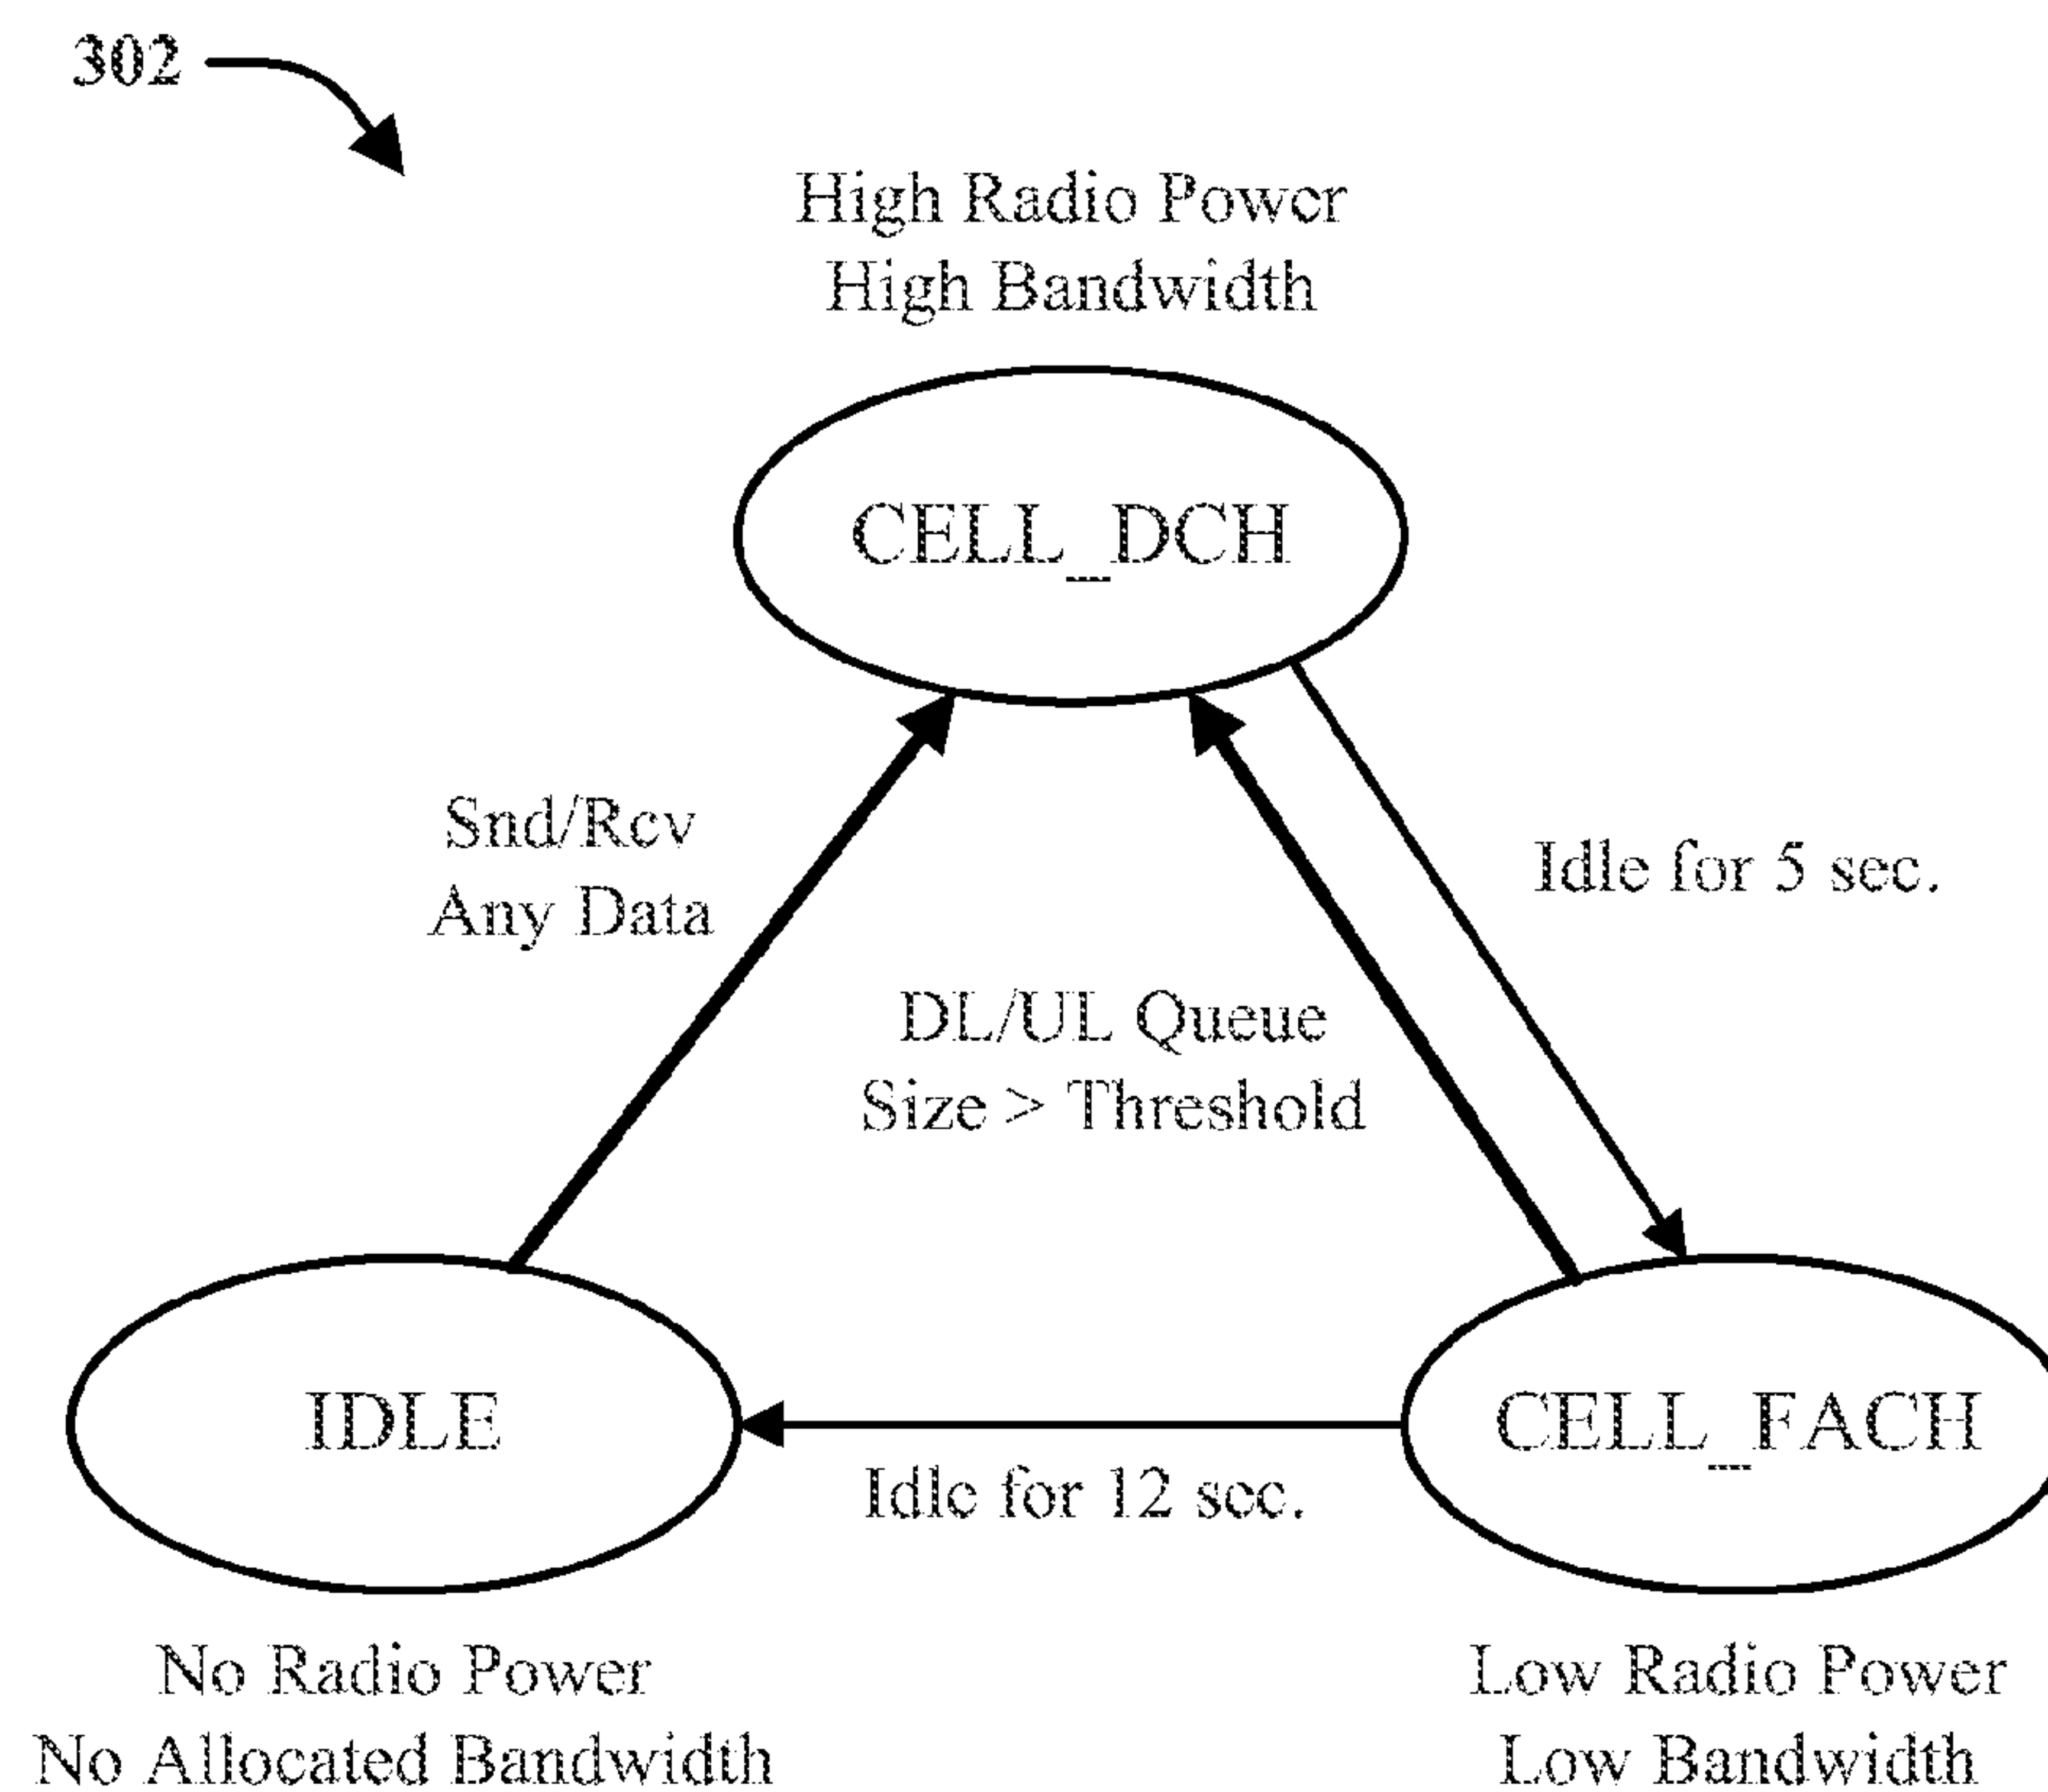 302
High Radio Power
High Bandwidth
CELL_DCH
Snd/Rcv
Any Data
Idle for 5 sec.
DL/UL Queue
Size > Threshold
IDLE
CELL_FACH
Idle for 12 sec.
No Radio Power
No Allocated Bandwidth
Low Radio Power
Low Bandwidth